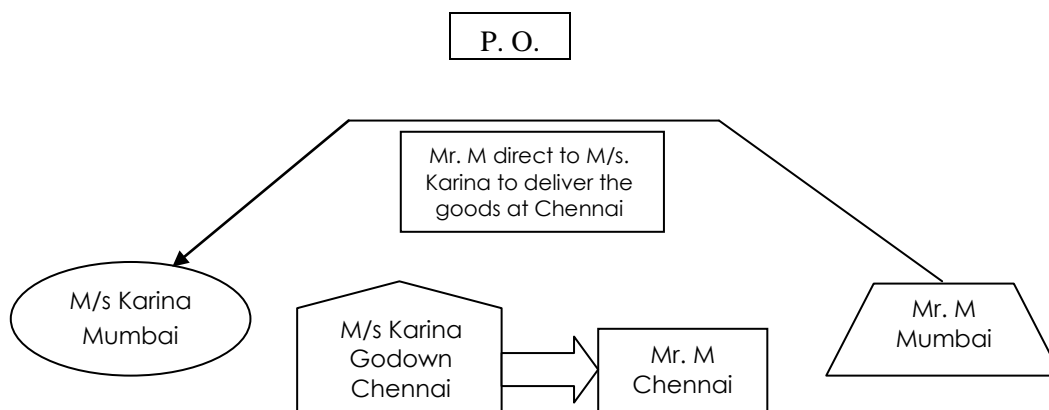 P. O.
Mr. M direct to M/s.
Karina to deliver the
goods at Chennai
M/s Karina
Mumbai
M/s Karina
Godown
Chennai
Mr. M
Chennai
Mr. M
Mumbai